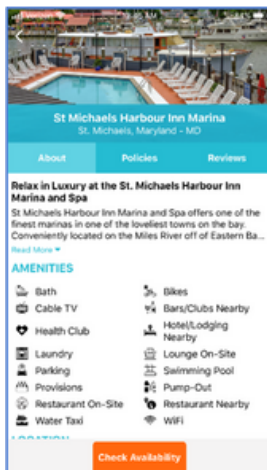 St Michaels Harbour Inn Marina
St. Michaels, Maryland - MD
About Policies Reviews
Relax in Luxury at the St. Michaels Harbour Inn
Marina and Spa
St Michaels Harbour Inn Marina and Spa offers one of the
finest marinas in one of the loveliest towns on the bay.
Conveniently located on the Miles River off of Eastern Ba...
Read More
AMENITIES
Bath Bikes
Cable TV Bars/Clubs Nearby
Health Club Hotel/Lodging
Nearby
Laundry Lounge On-Site
Parking Swimming Pool
Provisions Pump-Out
Restaurant On-Site Restaurant Nearby
Water Taxi WiFi
LOCATION
Check Availability